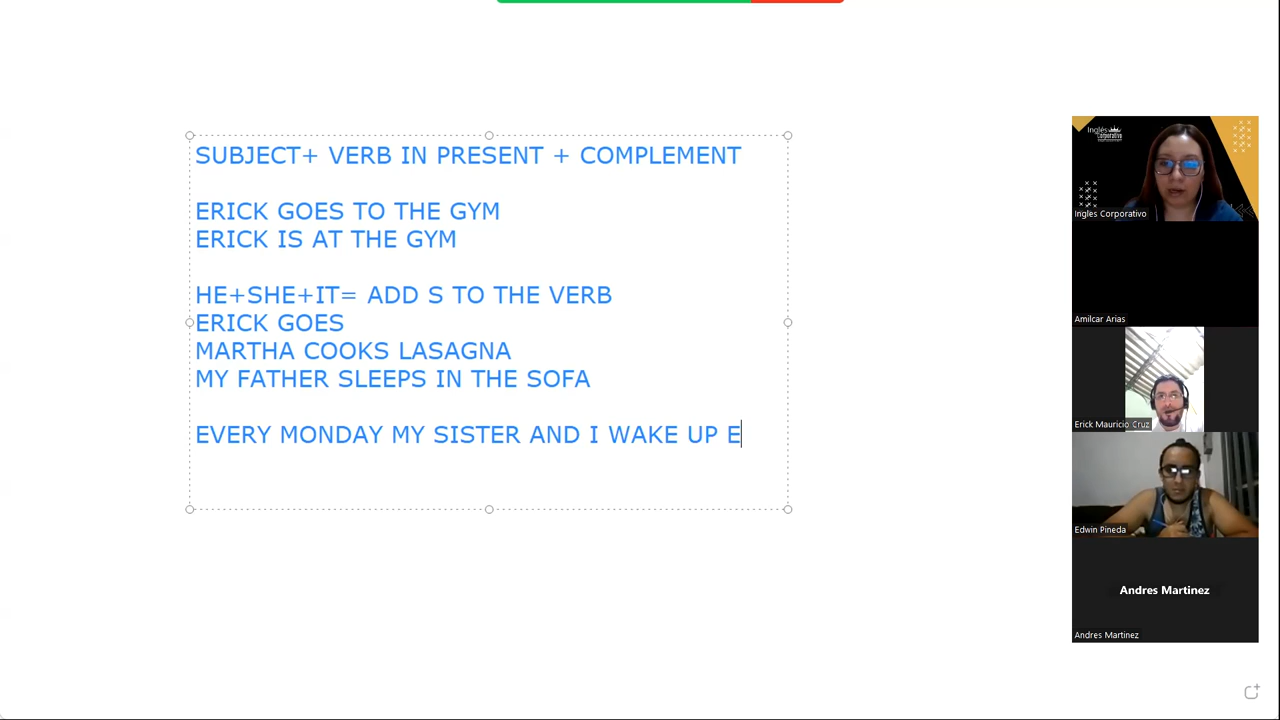 SUBJECT+ VERB IN PRESENT + COMPLEMENT
ERICK GOES TO THE GYM
ERICK IS AT THE GYM
HE+SHE+IT= ADD S TO THE VERB
ERICK GOES
MARTHA COOKS LASAGNA
MY FATHER SLEEPS IN THE SOFA
EVERY MONDAY MY SISTER AND I WAKE UP E
Inglés
Corporativo
Ingles Corporativo
Amilcar Arias
Erick Mauricio Cruz
Edwin Pineda
Andres Martinez
Andres Martinez